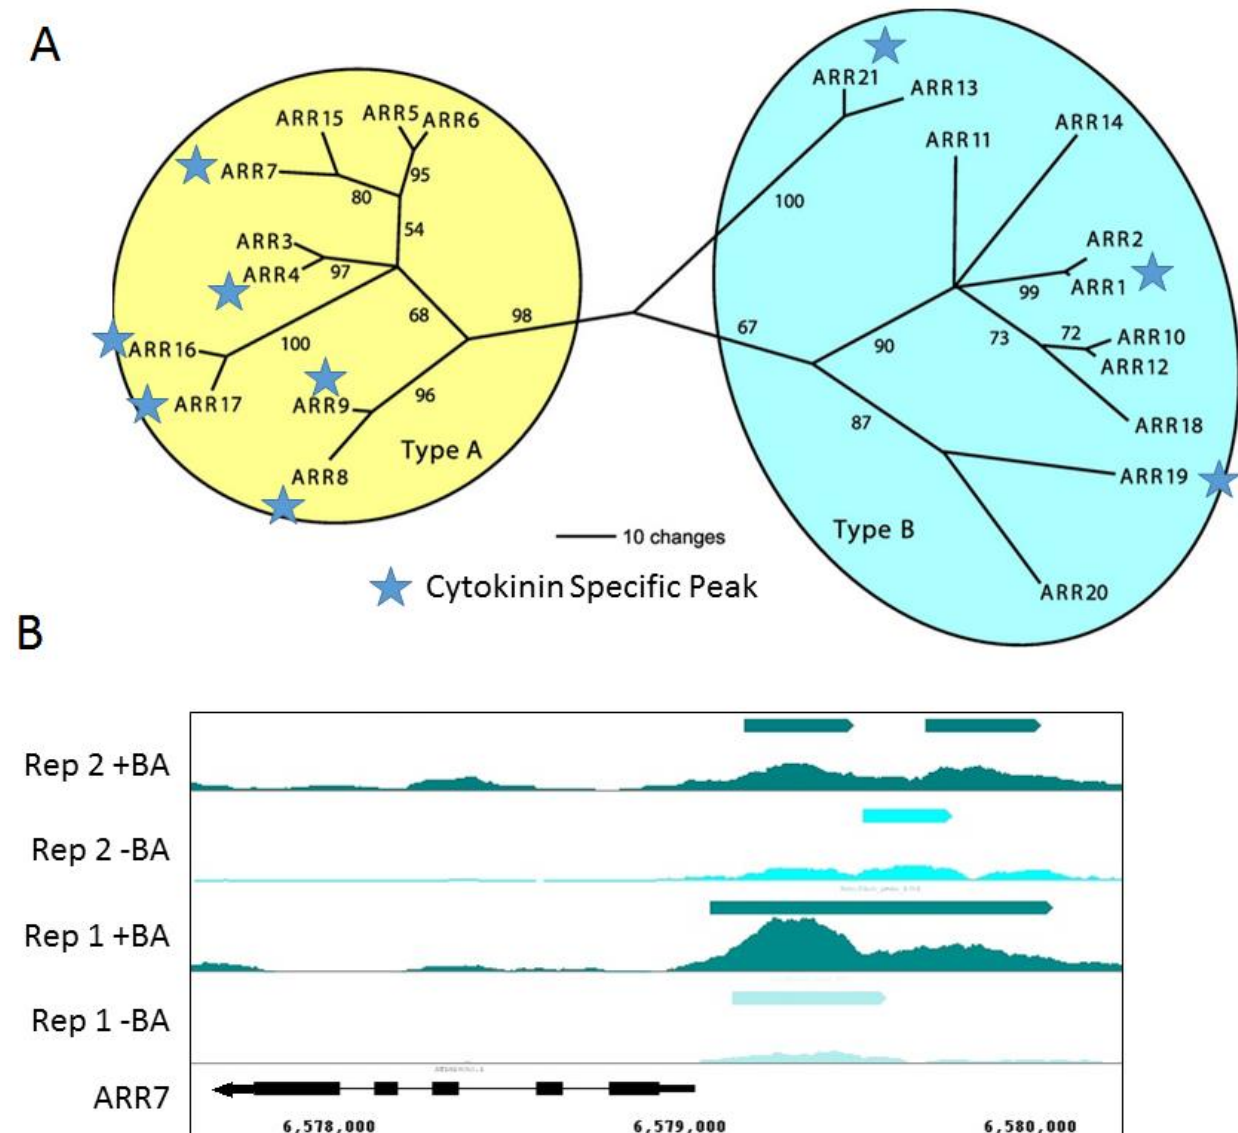 A
ARR21
ARR13
ARR15
ARR5
ARR6
ARR11
ARR14
ARR7
95
80
100
54
ARR3
ARR2
ARR4
97
99
ARR1
68
98
67
ARR16
100
90
73
72
ARR10
ARR12
ARR17
ARR9
96
87
ARR18
Type A
ARR8
ARR19
10 changes
Type B
Cytokinin Specific Peak
ARR20
B
Rep 2 +BA
Rep 2 -BA
Rep 1 +BA
Rep 1 -BA
ARR7
6,578,000 6,579,000 6,580,000